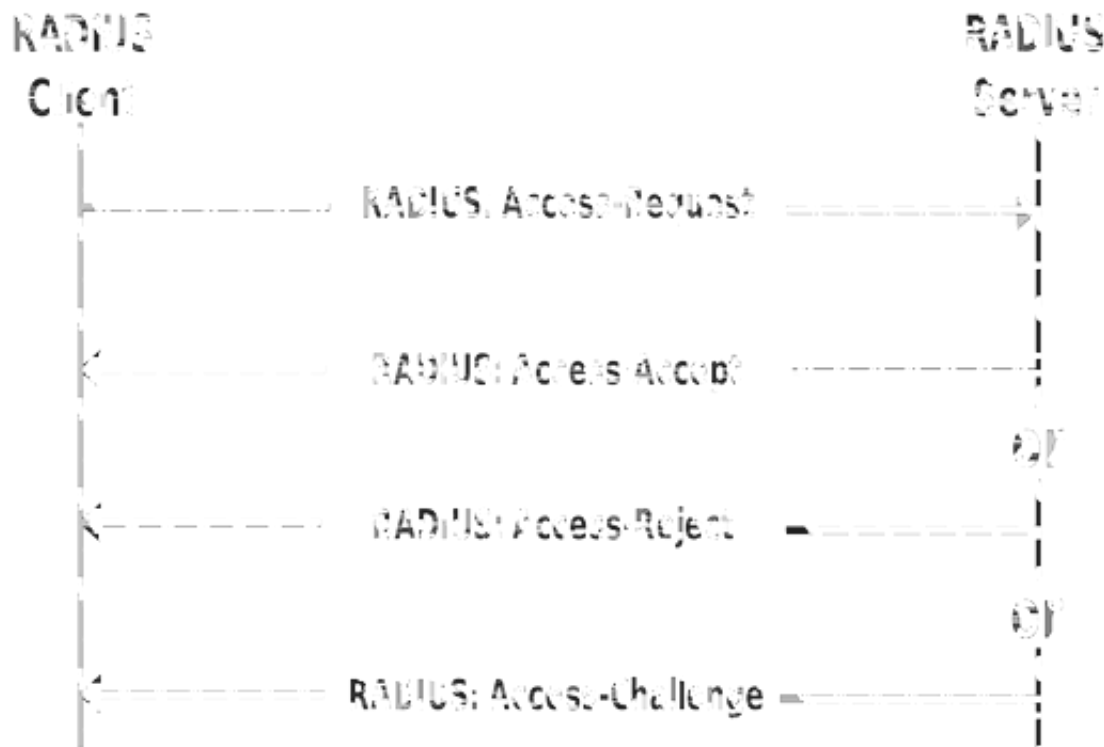 RADIUS
Client
RADIUS
Server
RADIUS: Access-Request
RADIUS: Access-Accept
or
RADIUS: Access-Reject
or
RADIUS: Access-Challenge